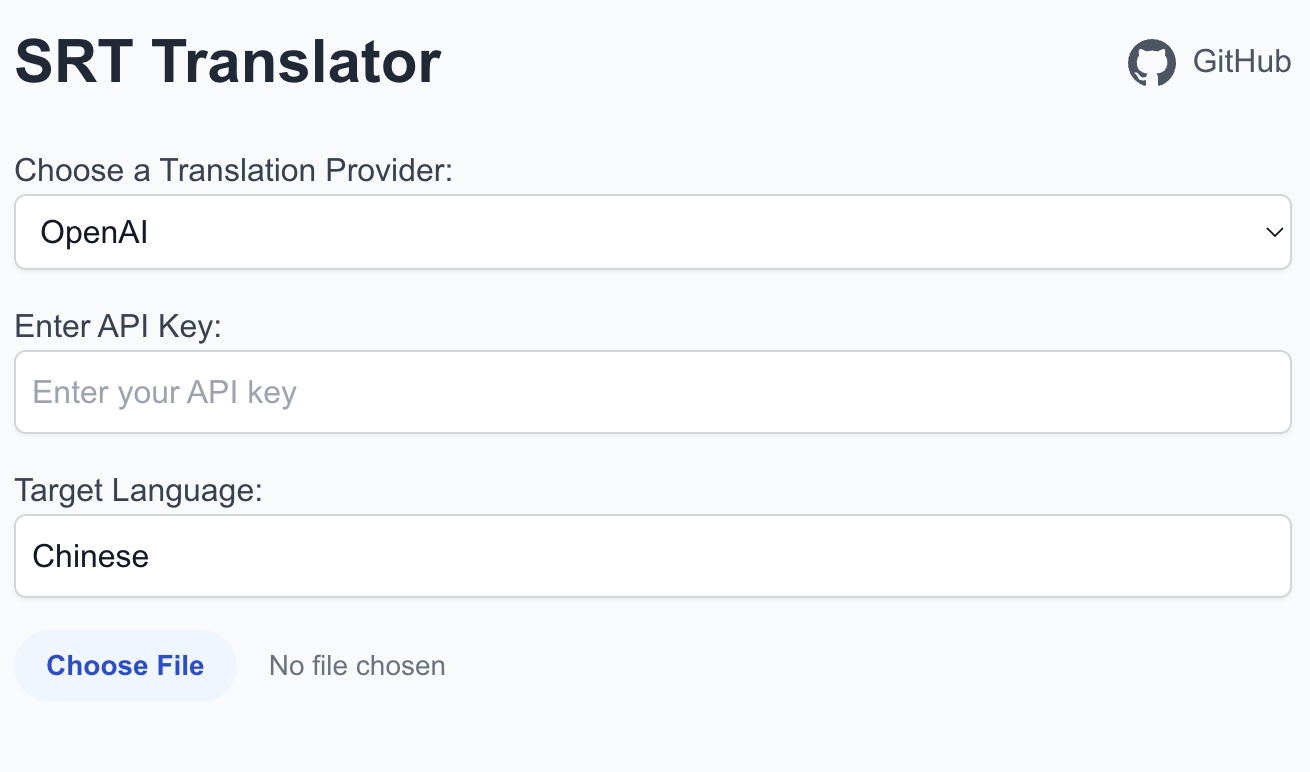 SRT Translator
GitHub
Choose a Translation Provider:
OpenAI
Enter API Key:
Enter your API key
Target Language:
Chinese
Choose File
No file chosen